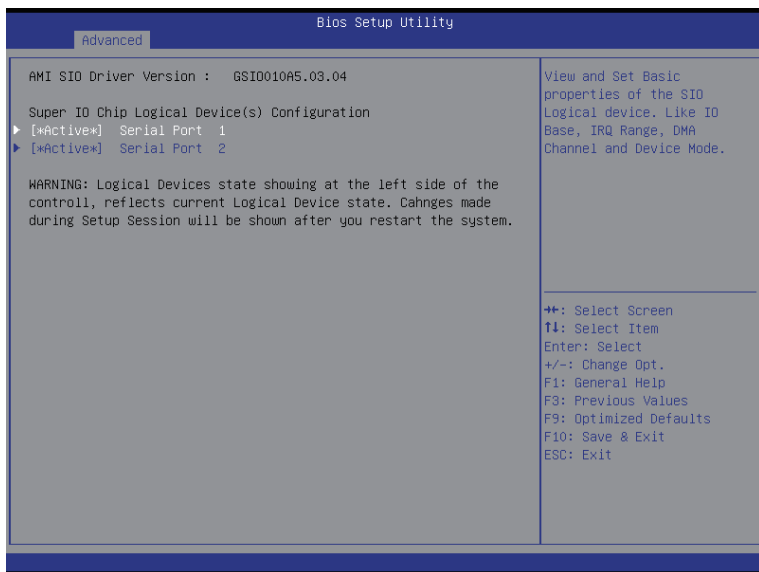 Bios Setup Utility
Advanced
AMI SIO Driver Version : GSIO010A5.03.04
Super IO Chip Logical Device(s) Configuration
[*Active*] Serial Port 1
[*Active*] Serial Port 2
WARNING: Logical Devices state showing at the left side of the
controll, reflects current Logical Device state. Cahnges made
during Setup Session will be shown after you restart the system.
View and Set Basic
properties of the SIO
Logical device. Like IO
Base, IRQ Range, DMA
Channel and Device Mode.
→←: Select Screen
↑↓: Select Item
Enter: Select
+/-: Change Opt.
F1: General Help
F3: Previous Values
F9: Optimized Defaults
F10: Save & Exit
ESC: Exit